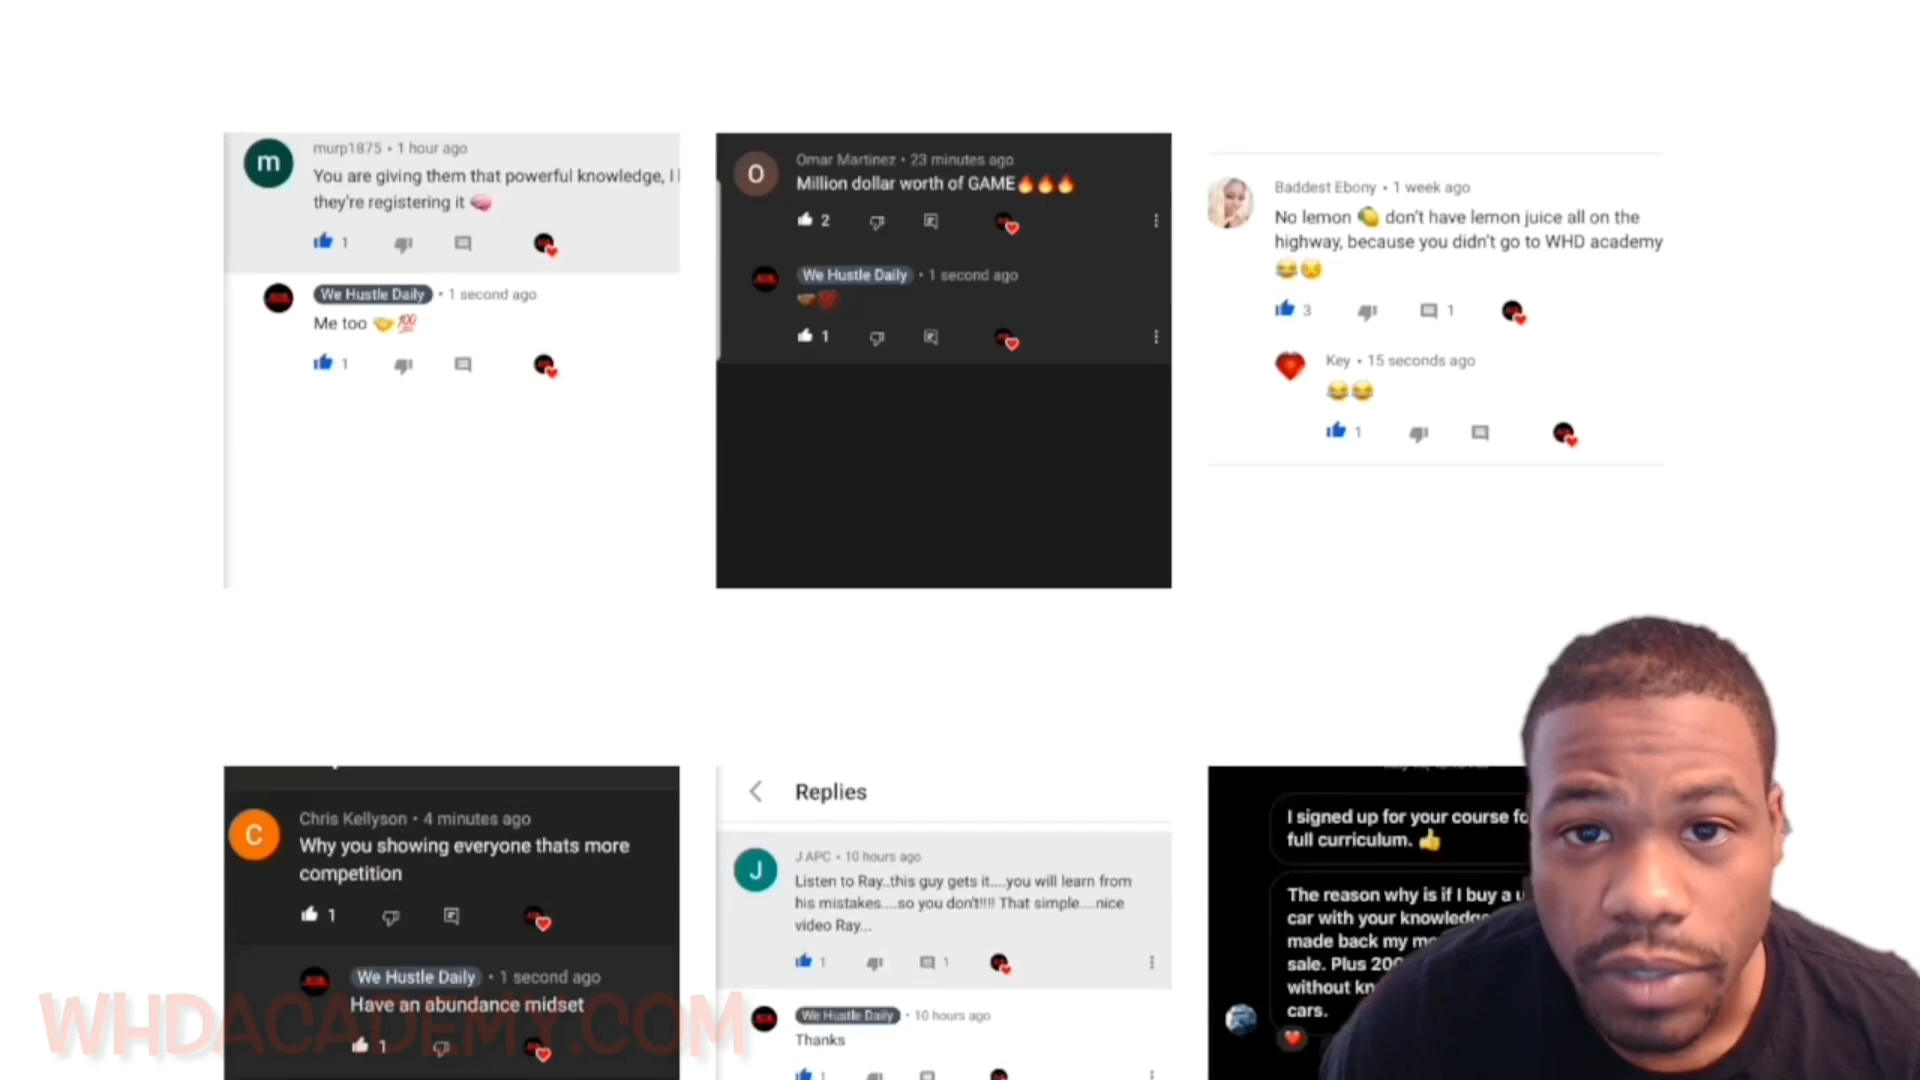 murp1875 • 1 hour ago
You are giving them that powerful knowledge, I
they're registering it 🧠
1
We Hustle Daily • 1 second ago
Me too 🤝💯
1
O
Omar Martinez • 23 minutes ago
Million dollar worth of GAME🔥🔥🔥
2
We Hustle Daily • 1 second ago
🤝💯
1
Baddest Ebony • 1 week ago
No lemon 🍋 don't have lemon juice all on the
highway, because you didn't go to WHD academy
😂😉
3 1
Key • 15 seconds ago
😂😂
1
m
C
Chris Kellyson • 4 minutes ago
Why you showing everyone thats more
competition
1
We Hustle Daily • 1 second ago
Have an abundance midset
1
Replies
J
J APC • 10 hours ago
Listen to Ray..this guy gets it....you will learn from
his mistakes....so you don't!!!! That simple....nice
video Ray...
1 1
We Hustle Daily • 10 hours ago
Thanks
1
I signed up for your course fo
full curriculum. 👍
The reason why is if I buy a u
car with your knowledge
made back my mo
sale. Plus 200
without kn
cars.
WHDACADEMY.COM